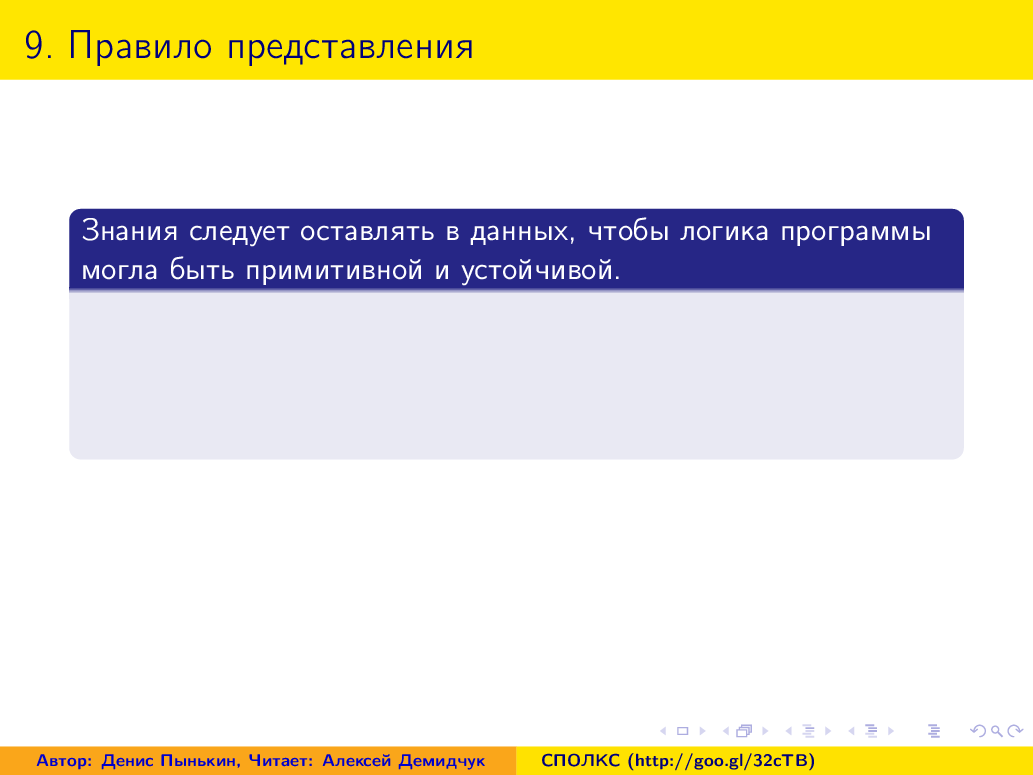 9. Правило представления
Знания следует оставлять в данных, чтобы логика программы
могла быть примитивной и устойчивой.
Автор: Денис Пынькин, Читает: Алексей Демидчук
СПОЛКС (http://goo.gl/32cTB)